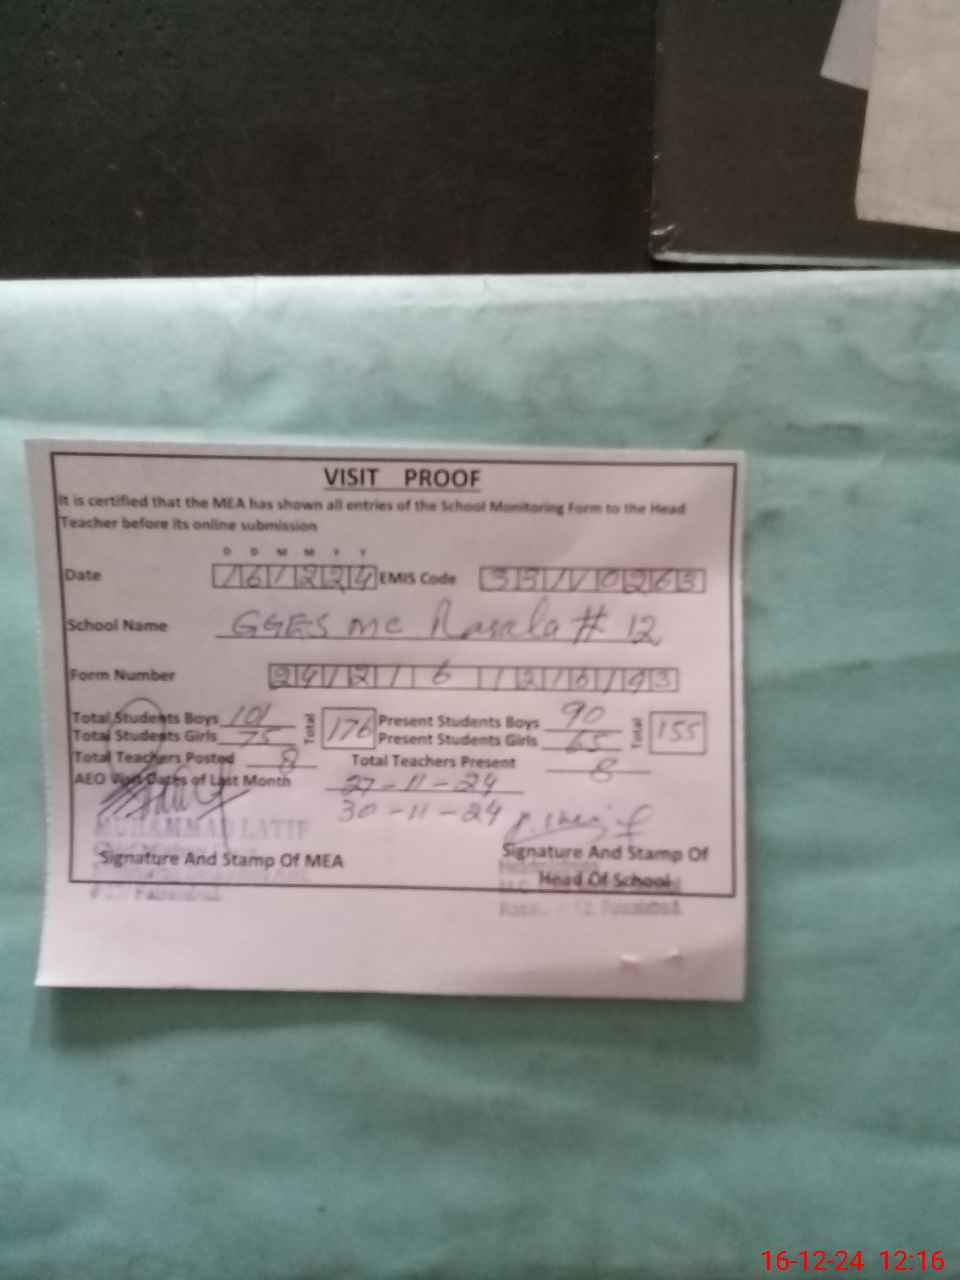 VISIT PROOF
It is certified that the MEA has shown all entries of the School Monitoring Form to the Head
Teacher before its online submission
D D M M Y Y
Date 161224 EMIS Code 33110263
School Name GGES MC Rasala # 12
Form Number
Total Students Boys 101 Total 176 Present Students Boys 90 Total 155
Total Students Girls 75 Present Students Girls 65
Total Teachers Posted 8 Total Teachers Present 8
AEO Visit Dates of Last Month 27-11-24
30-11-24
MUHAMMAD LATIF
Signature And Stamp Of MEA Signature And Stamp Of
Head Of School
16-12-24 12:16